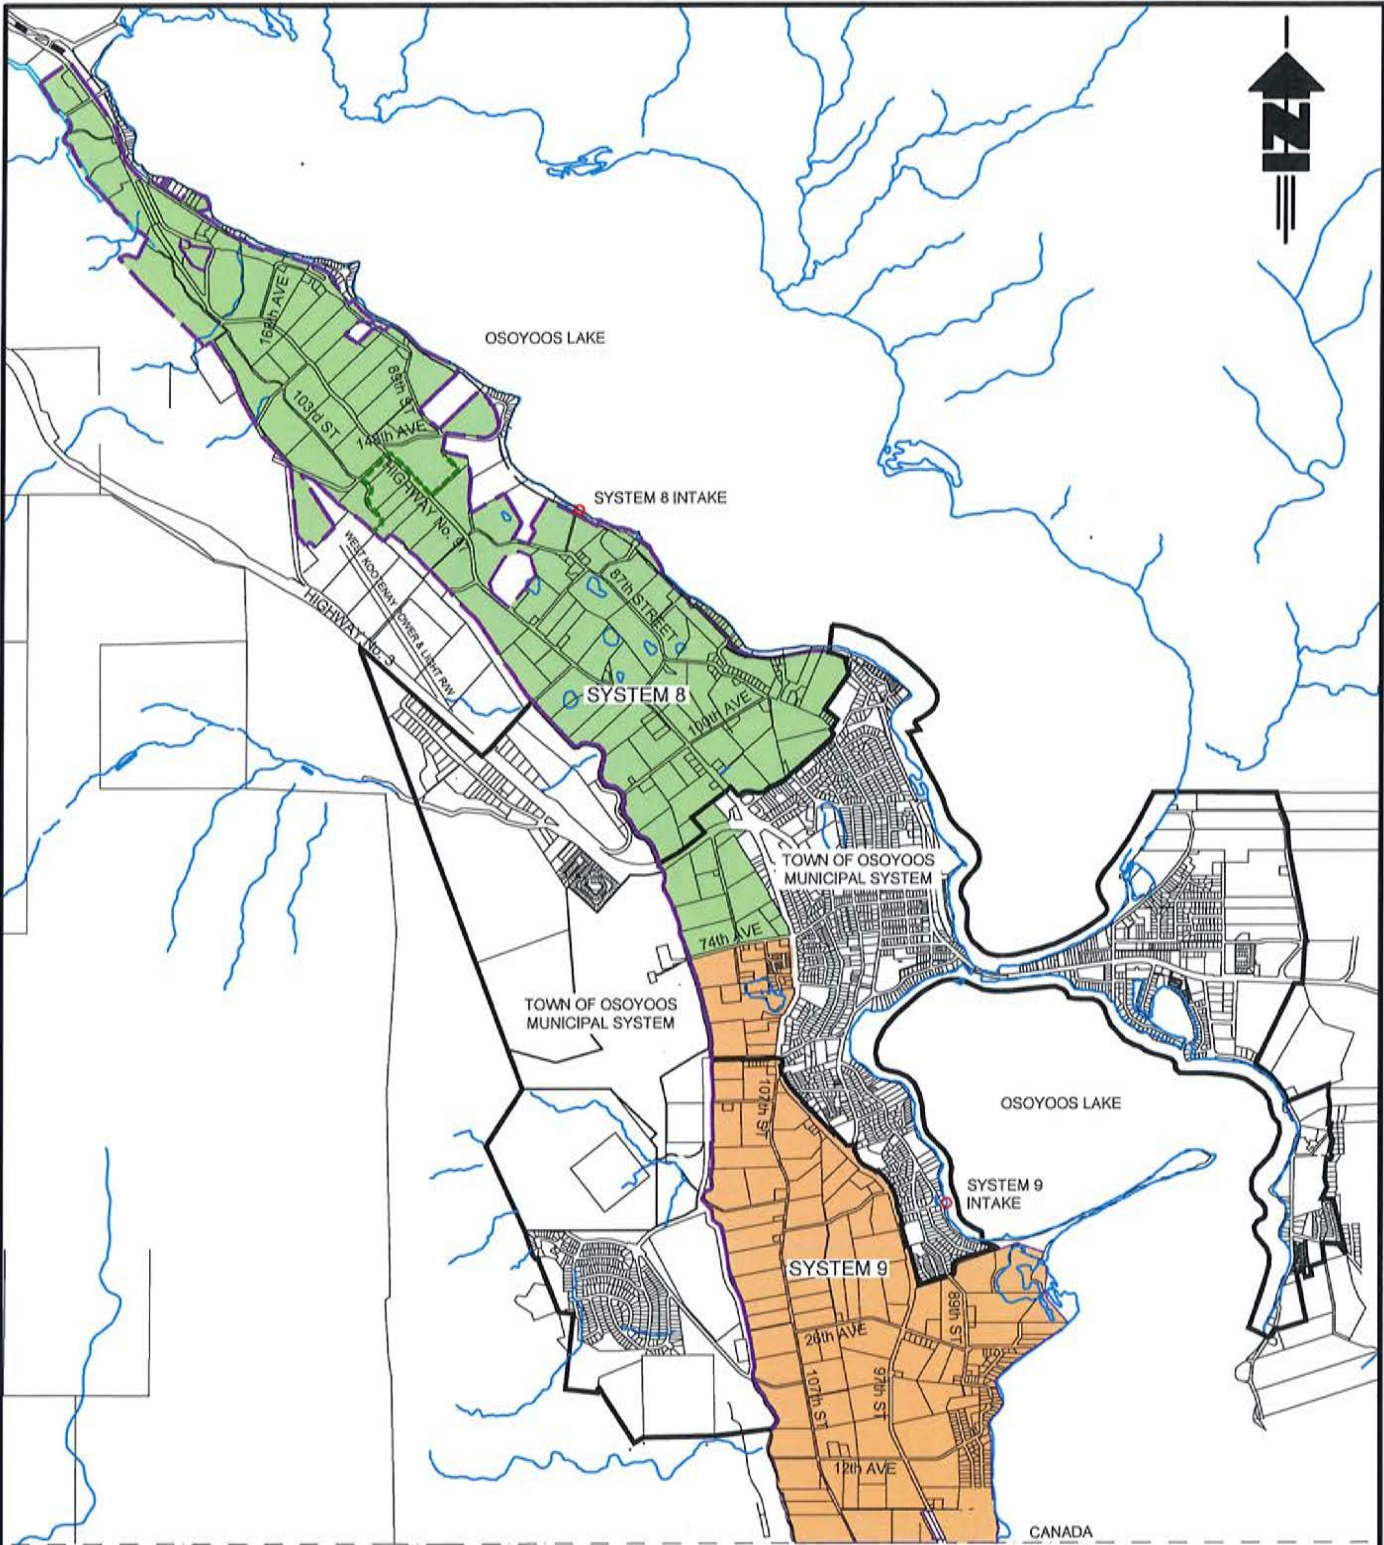 N
168th AVE
OSOYOOS LAKE
89th ST
103rd ST
148th AVE
HIGHWAY No. 97
SYSTEM 8 INTAKE
WEST KOOTENAY POWER & LIGHT R/W
87th STREET
HIGHWAY No. 3
SYSTEM 8
100th AVE
TOWN OF OSOYOOS
MUNICIPAL SYSTEM
74th AVE
TOWN OF OSOYOOS
MUNICIPAL SYSTEM
107th ST
OSOYOOS LAKE
SYSTEM 9
INTAKE
SYSTEM 9
89th ST
26th AVE
107th ST
97th ST
12th AVE
CANADA